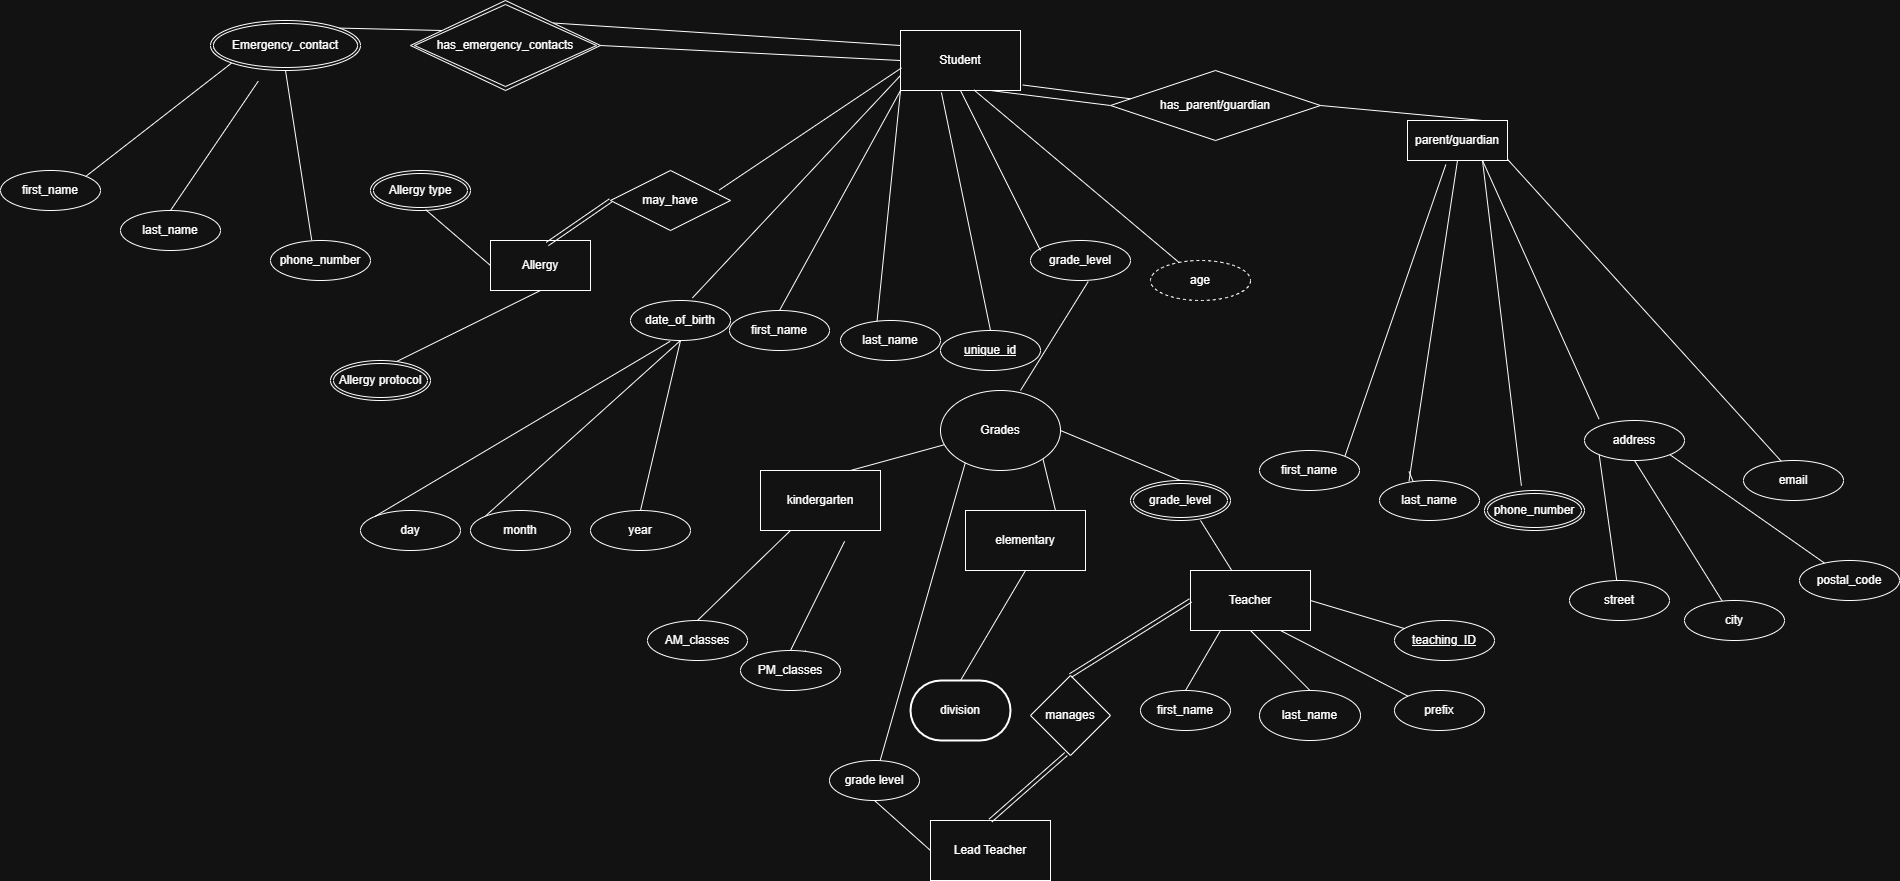 Emergency_contact
has_emergency_contacts
Student
has_parent/guardian
parent/guardian
first_name
last_name
phone_number
Allergy type
may_have
Allergy
Allergy protocol
date_of_birth
first_name
last_name
unique_id
grade_level
age
day
month
year
Grades
kindergarten
elementary
grade_level
AM_classes
PM_classes
division
grade level
Teacher
teaching_ID
first_name
last_name
prefix
manages
Lead Teacher
first_name
last_name
phone_number
address
email
street
city
postal_code